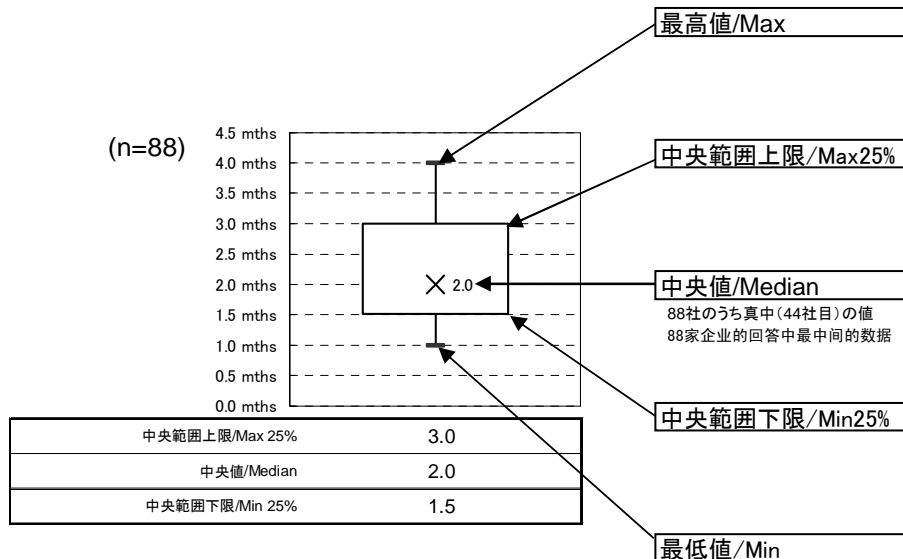 最高値/Max
(n=88)
4.5 mths
4.0 mths
中央範囲上限/Max25%
3.5 mths
3.0 mths
2.5 mths
2.0 mths
2.0
中央値/Median
88社のうち真中(44社目)の値
88家企业的回答中最中间的数据
1.5 mths
1.0 mths
0.5 mths
0.0 mths
中央範囲下限/Min25%
中央範囲上限/Max 25% 3.0
中央値/Median 2.0
中央範囲下限/Min 25% 1.5
最低値/Min